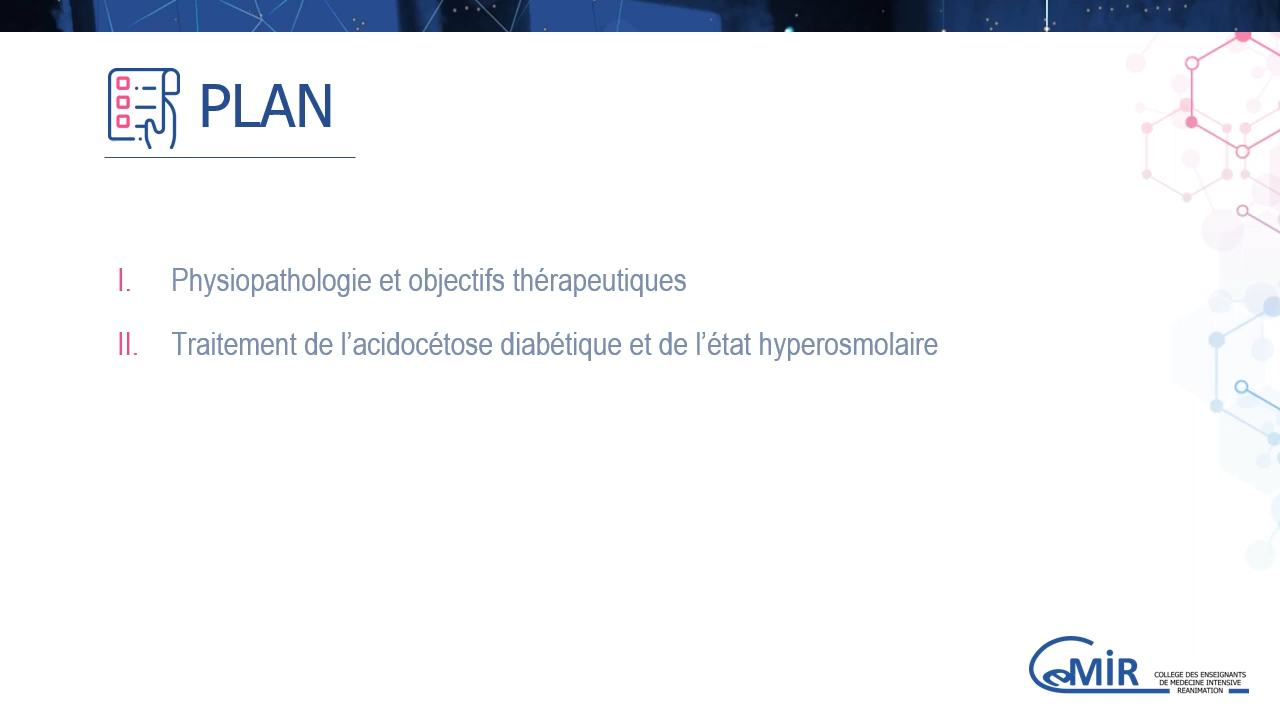 PLAN
I. Physiopathologie et objectifs thérapeutiques
II. Traitement de l’acidocétose diabétique et de l’état hyperosmolaire
CeMIR
COLLEGE DES ENSEIGNANTS
DE MEDECINE INTENSIVE
REANIMATION